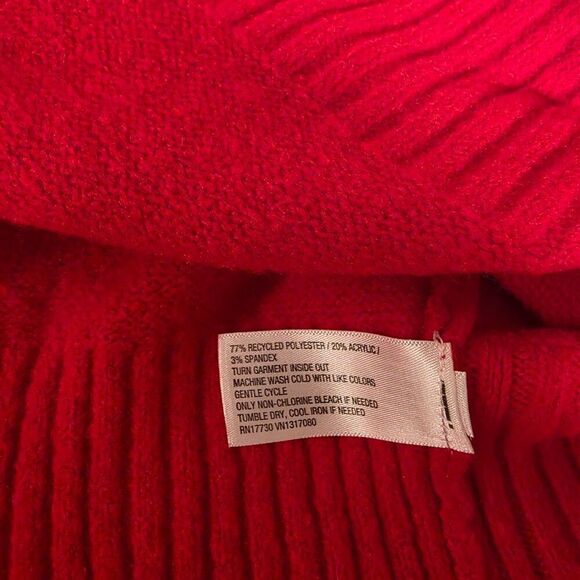 77% RECYCLED POLYESTER / 20% ACRYLIC /
3% SPANDEX
TURN GARMENT INSIDE OUT
MACHINE WASH COLD WITH LIKE COLORS
GENTLE CYCLE
ONLY NON-CHLORINE BLEACH IF NEEDED
TUMBLE DRY, COOL IRON IF NEEDED
RN17730 VN1317080